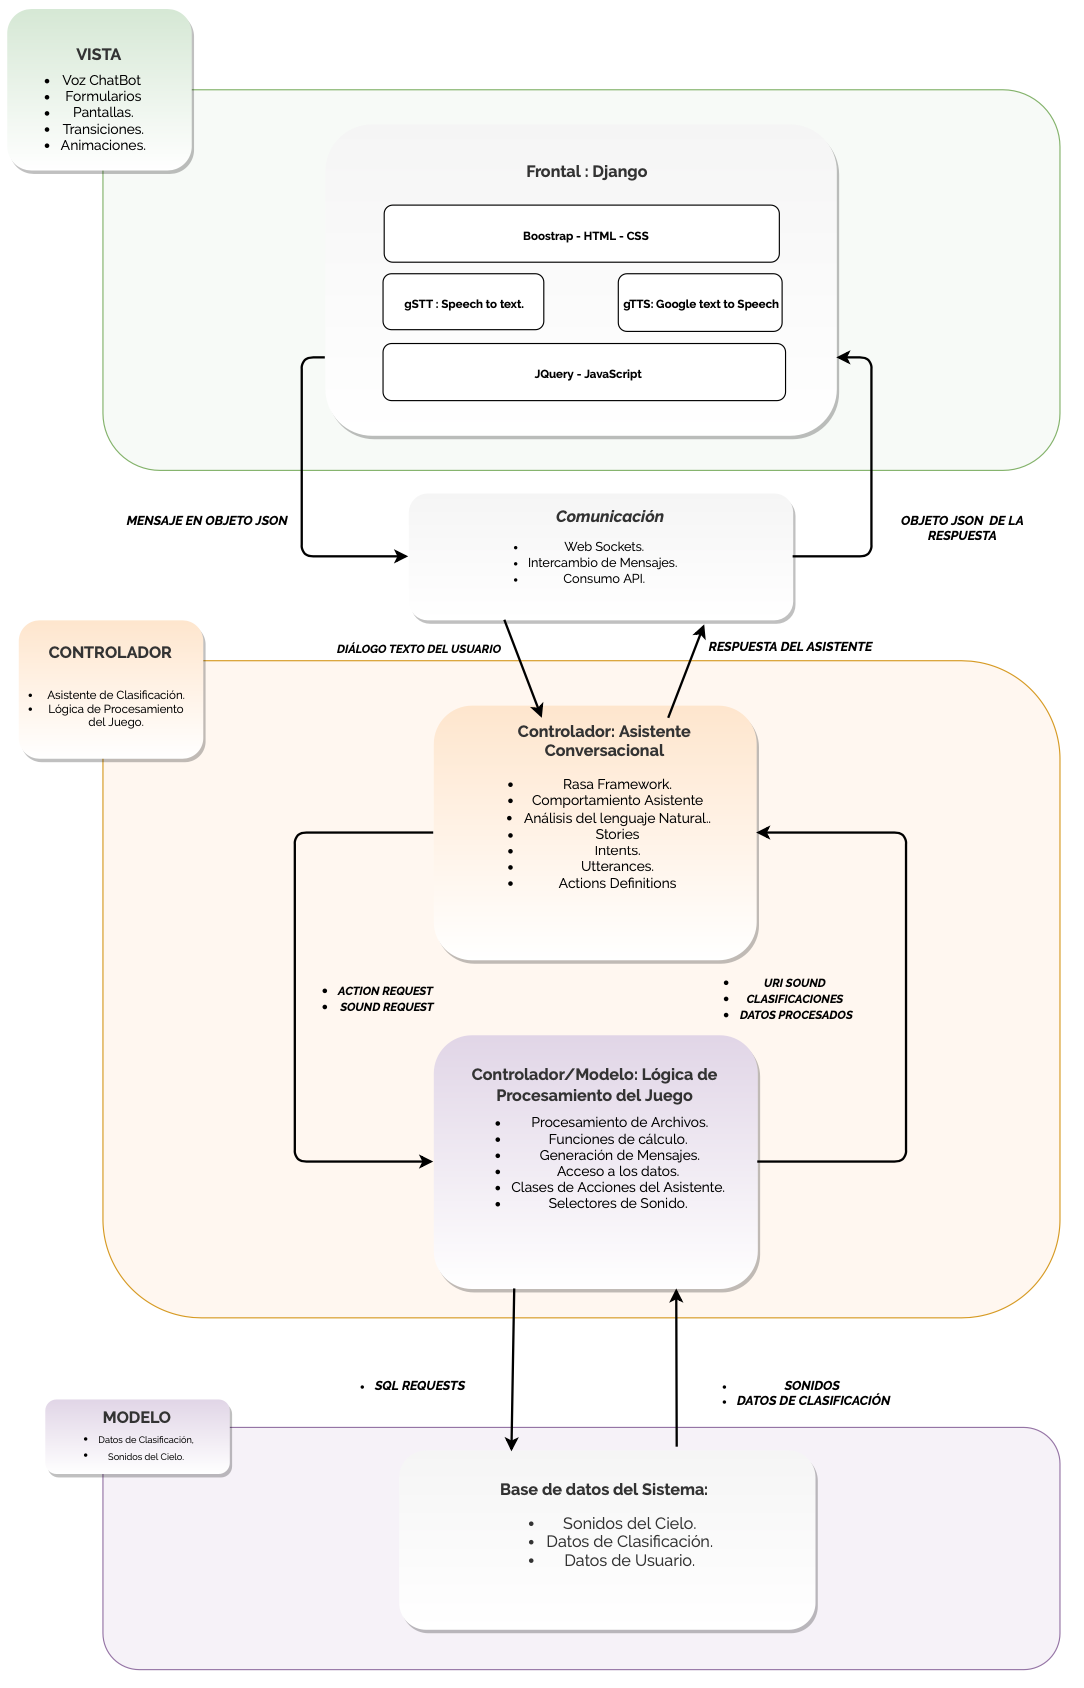 VISTA
Voz ChatBot
Formularios
Pantallas.
Transiciones.
Animaciones.
Frontal : Django
Boostrap - HTML - CSS
gSTT : Speech to text.
gTTS: Google text to Speech
JQuery - JavaScript
MENSAJE EN OBJETO JSON
Comunicación
Web Sockets.
Intercambio de Mensajes.
Consumo API.
OBJETO JSON DE LA
RESPUESTA
DIÁLOGO TEXTO DEL USUARIO
RESPUESTA DEL ASISTENTE
CONTROLADOR
Asistente de Clasificación.
Lógica de Procesamiento
del Juego.
Controlador: Asistente
Conversacional
Rasa Framework.
Comportamiento Asistente
Análisis del lenguaje Natural..
Stories
Intents.
Utterances.
Actions Definitions
ACTION REQUEST
SOUND REQUEST
URI SOUND
CLASIFICACIONES
DATOS PROCESADOS
Controlador/Modelo: Lógica de
Procesamiento del Juego
Procesamiento de Archivos.
Funciones de cálculo.
Generación de Mensajes.
Acceso a los datos.
Clases de Acciones del Asistente.
Selectores de Sonido.
SQL REQUESTS
SONIDOS
DATOS DE CLASIFICACIÓN
MODELO
Datos de Clasificación,
Sonidos del Cielo.
Base de datos del Sistema:
Sonidos del Cielo.
Datos de Clasificación.
Datos de Usuario.